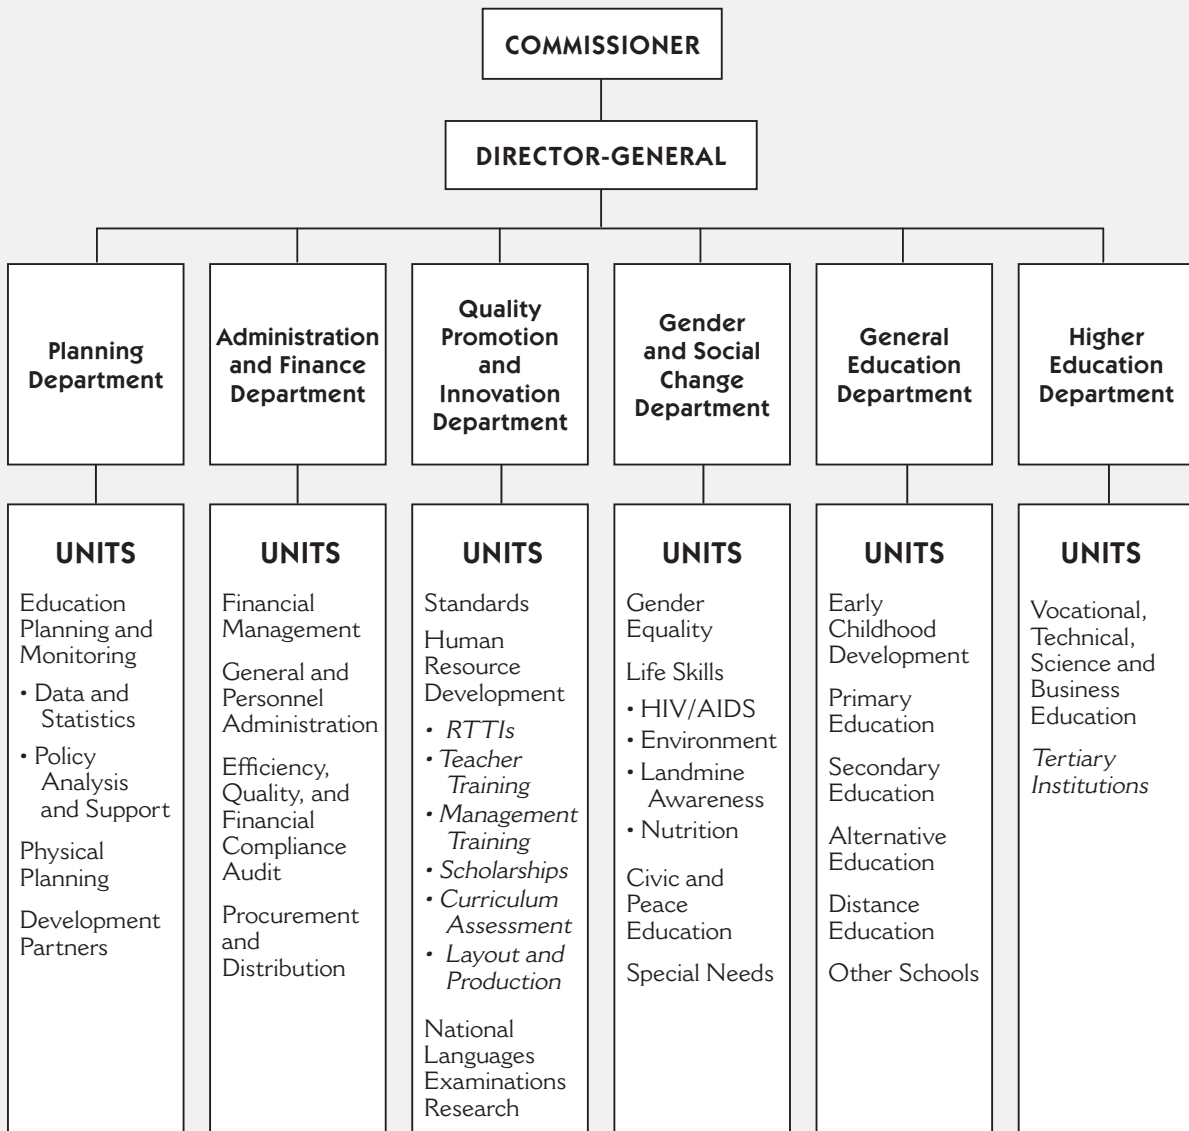 COMMISSIONER
DIRECTOR-GENERAL
Planning
Department
Administration
and Finance
Department
Quality
Promotion
and
Innovation
Department
Gender
and Social
Change
Department
General
Education
Department
Higher
Education
Department
UNITS
Education
Planning and
Monitoring
• Data and
Statistics
• Policy
Analysis
and Support
Physical
Planning
Development
Partners
UNITS
Financial
Management
General and
Personnel
Administration
Efficiency,
Quality, and
Financial
Compliance
Audit
Procurement
and
Distribution
UNITS
Standards
Human
Resource
Development
• RTTIs
• Teacher
Training
• Management
Training
• Scholarships
• Curriculum
Assessment
• Layout and
Production
National
Languages
Examinations
Research
UNITS
Gender
Equality
Life Skills
• HIV/AIDS
• Environment
• Landmine
Awareness
• Nutrition
Civic and
Peace
Education
Special Needs
UNITS
Early
Childhood
Development
Primary
Education
Secondary
Education
Alternative
Education
Distance
Education
Other Schools
UNITS
Vocational,
Technical,
Science and
Business
Education
Tertiary
Institutions